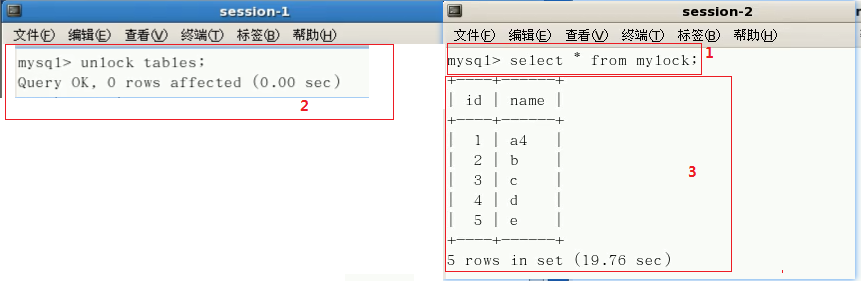 session-1
文件(F) 编辑(E) 查看(V) 终端(T) 标签(B) 帮助(H)
mysql> unlock tables;
Query OK, 0 rows affected (0.00 sec)
2
session-2
文件(F) 编辑(E) 查看(V) 终端(T) 标签(B) 帮助(H)
mysql> select * from mylock;
1
+----+------+
| id | name |
+----+------+
| 1 | a4 |
| 2 | b |
| 3 | c |
| 4 | d |
| 5 | e |
+----+------+
5 rows in set (19.76 sec)
3